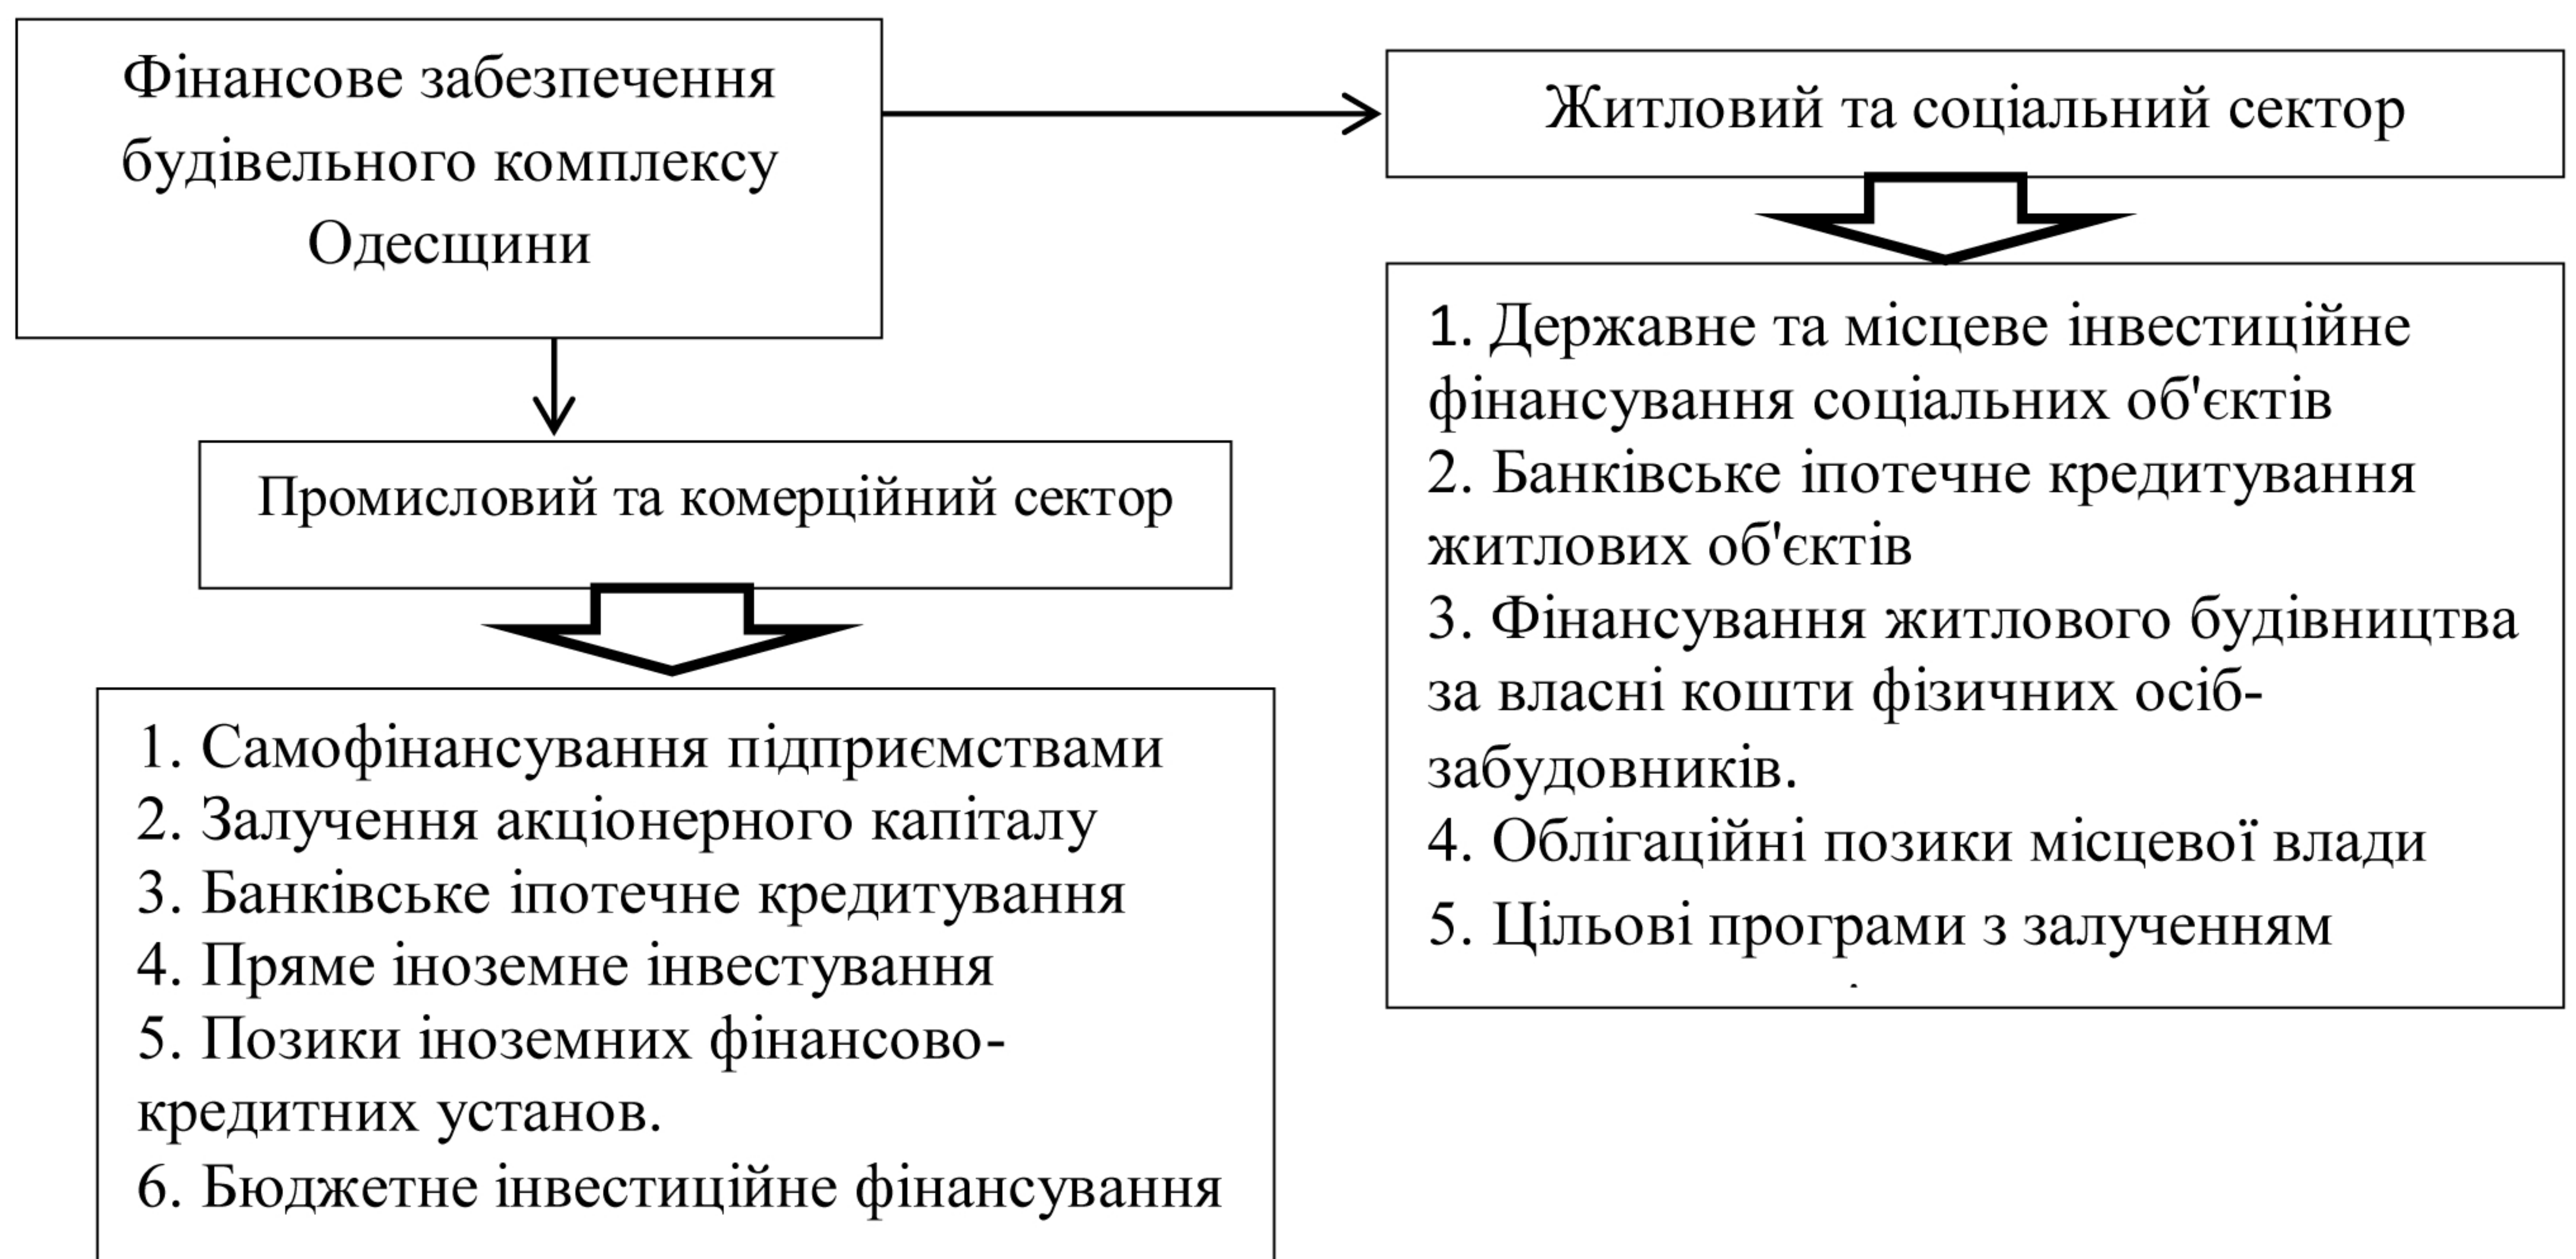 Фінансове забезпечення
будівельного комплексу
Одесщини
Житловий та соціальний сектор
Промисловий та комерційний сектор
1. Державне та місцеве інвестиційне
фінансування соціальних об'єктів
2. Банківське іпотечне кредитування
житлових об'єктів
3. Фінансування житлового будівництва
за власні кошти фізичних осіб-
забудовників.
4. Облігаційні позики місцевої влади
5. Цільові програми з залученням
1. Самофінансування підприємствами
2. Залучення акціонерного капіталу
3. Банківське іпотечне кредитування
4. Пряме іноземне інвестування
5. Позики іноземних фінансово-
кредитних установ.
6. Бюджетне інвестиційне фінансування